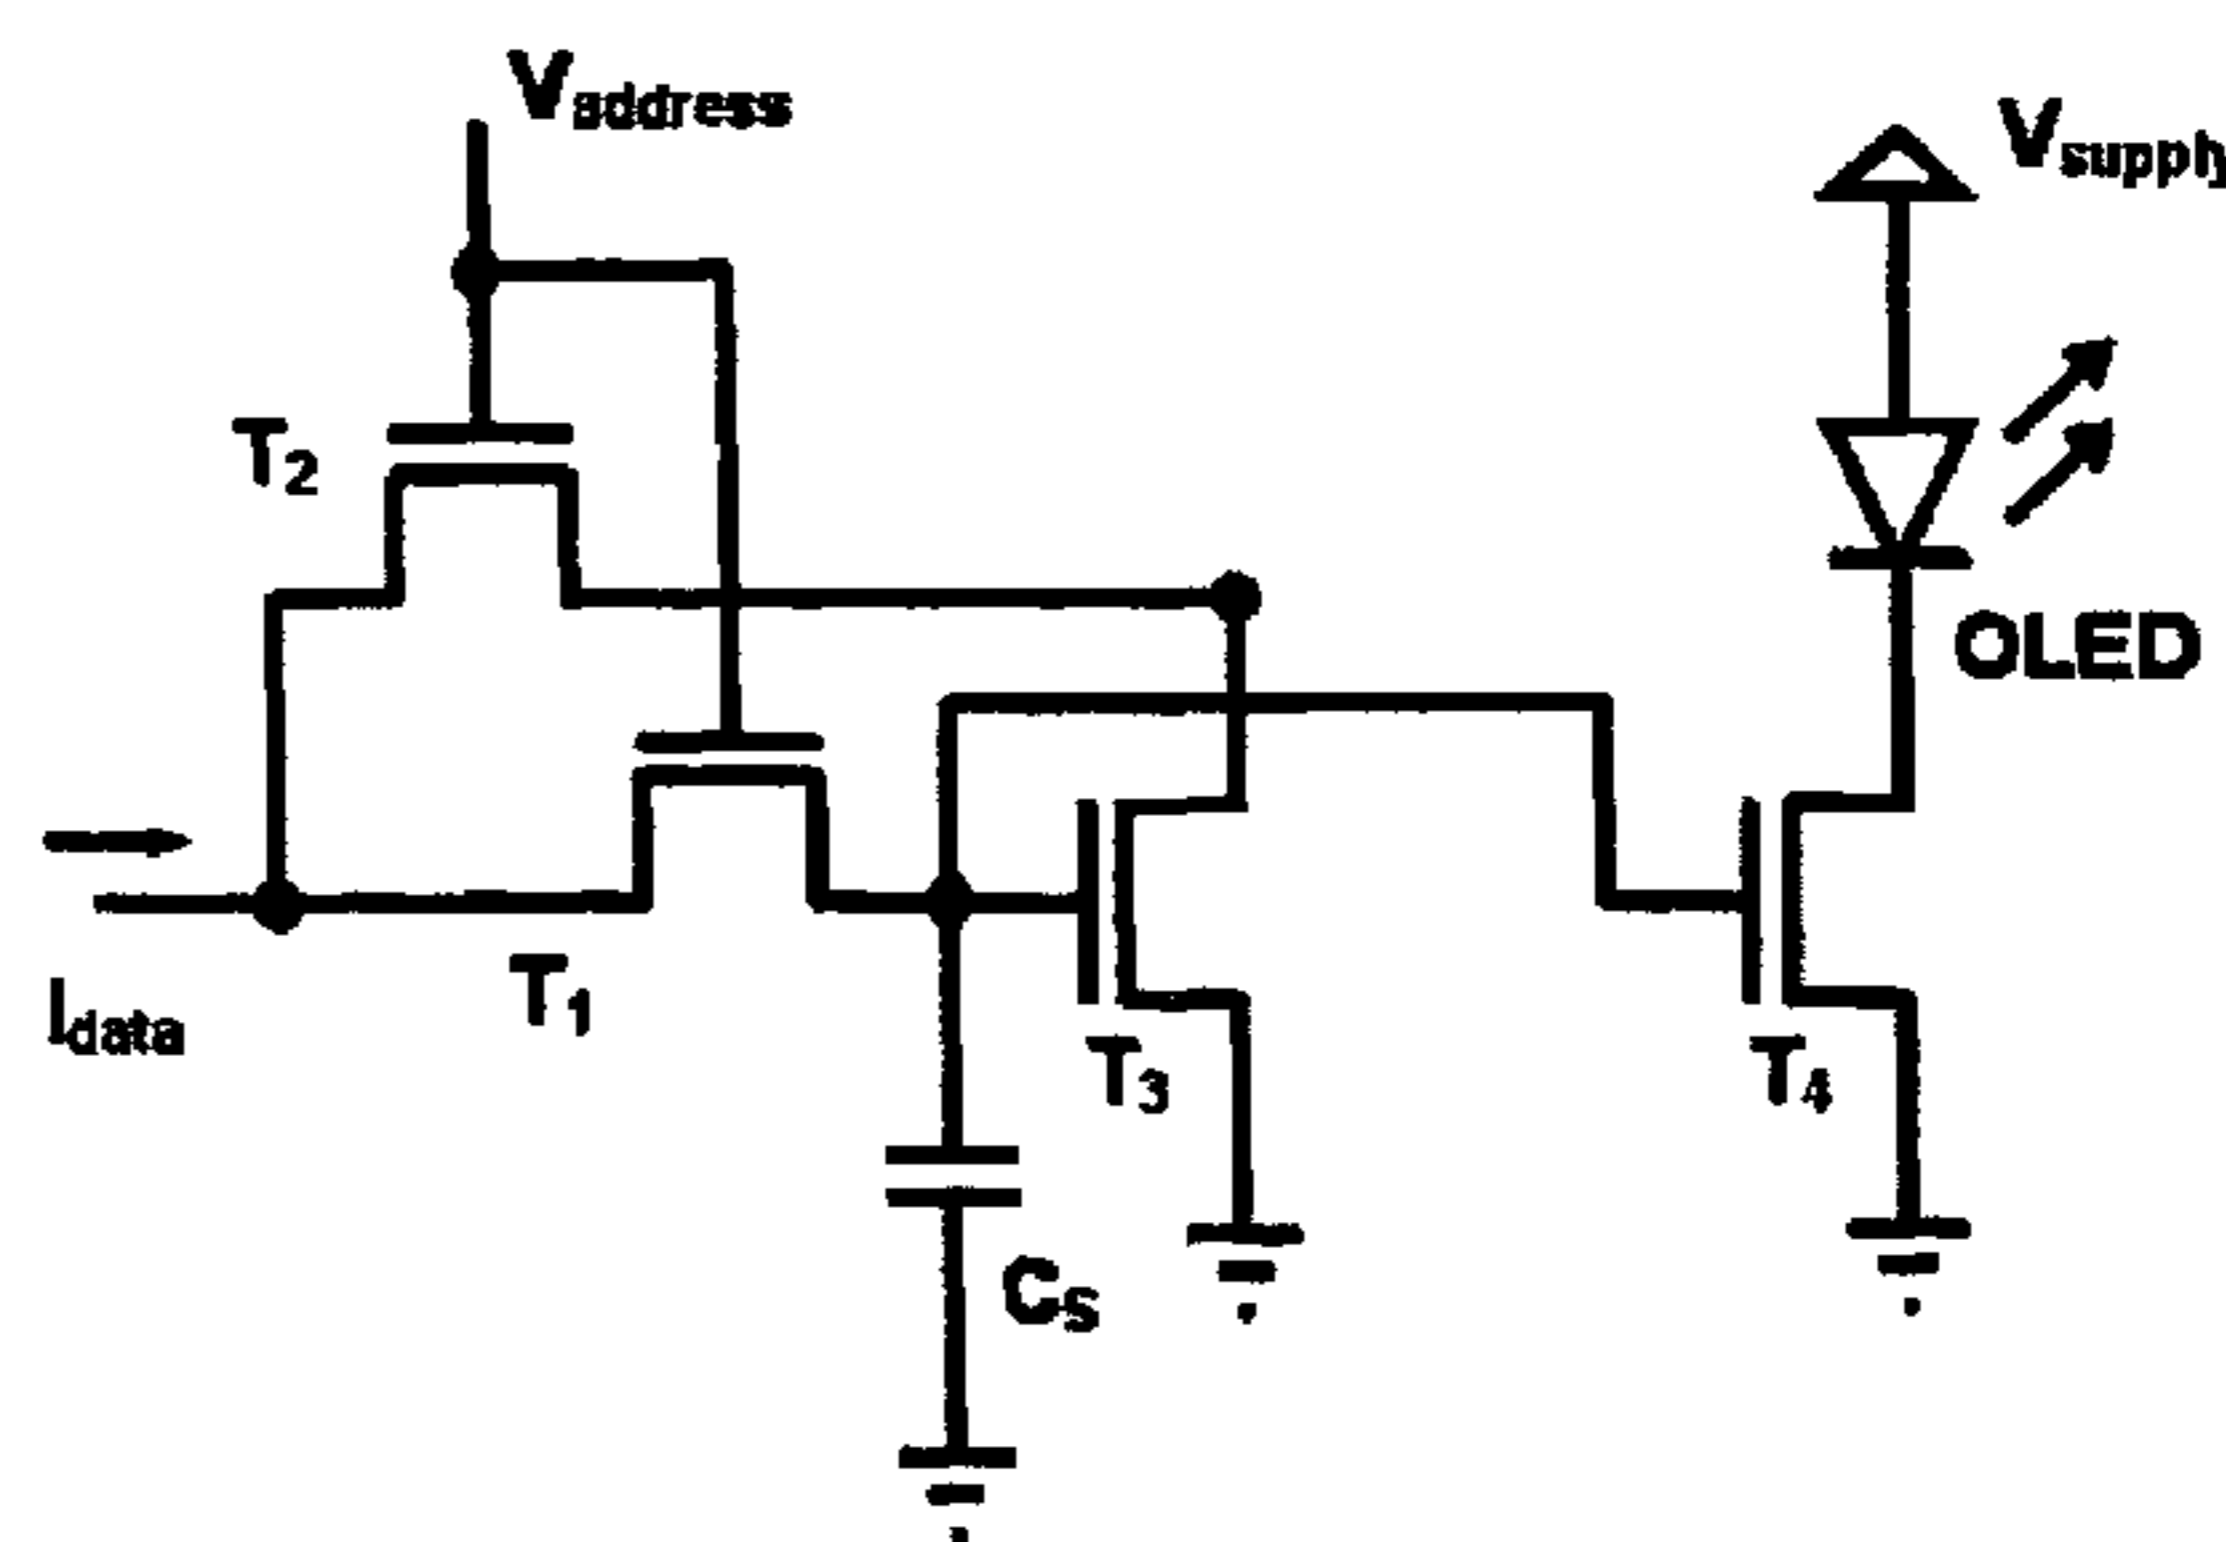 Vaddress
Vsupply
T2
OLED
Idata
T1
T3
T4
Cs